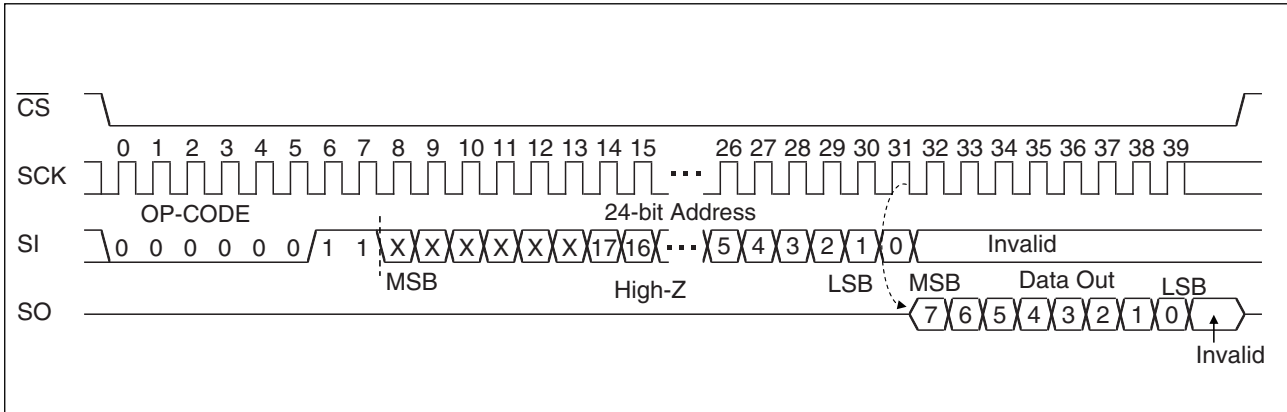 CS
0 1 2 3 4 5 6 7 8 9 10 11 12 13 14 15 26 27 28 29 30 31 32 33 34 35 36 37 38 39
SCK ...
OP-CODE 24-bit Address
SI 0 0 0 0 0 0 1 1 X X X X X X 17 16 ... 5 4 3 2 1 0 Invalid
MSB High-Z LSB MSB Data Out LSB
SO 7 6 5 4 3 2 1 0
Invalid